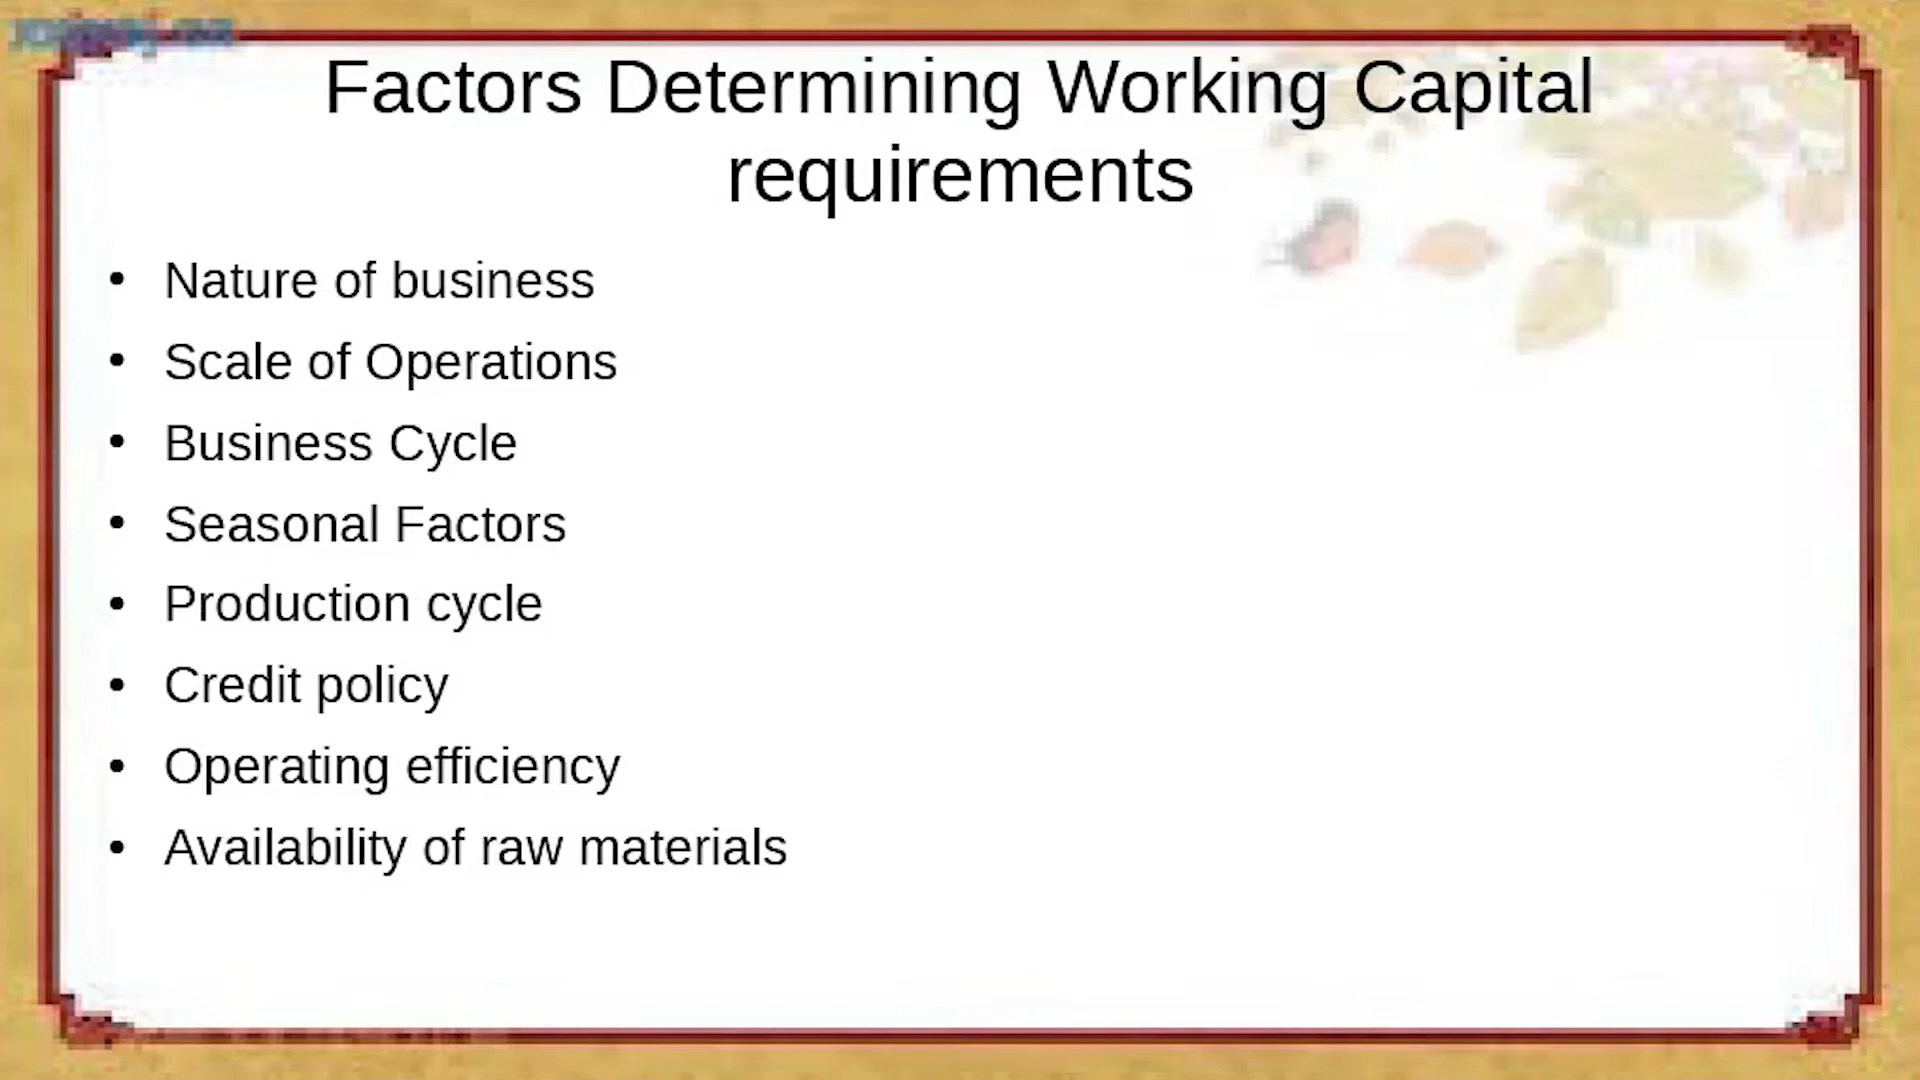 Factors Determining Working Capital
requirements
• Nature of business
• Scale of Operations
• Business Cycle
• Seasonal Factors
• Production cycle
• Credit policy
• Operating efficiency
• Availability of raw materials